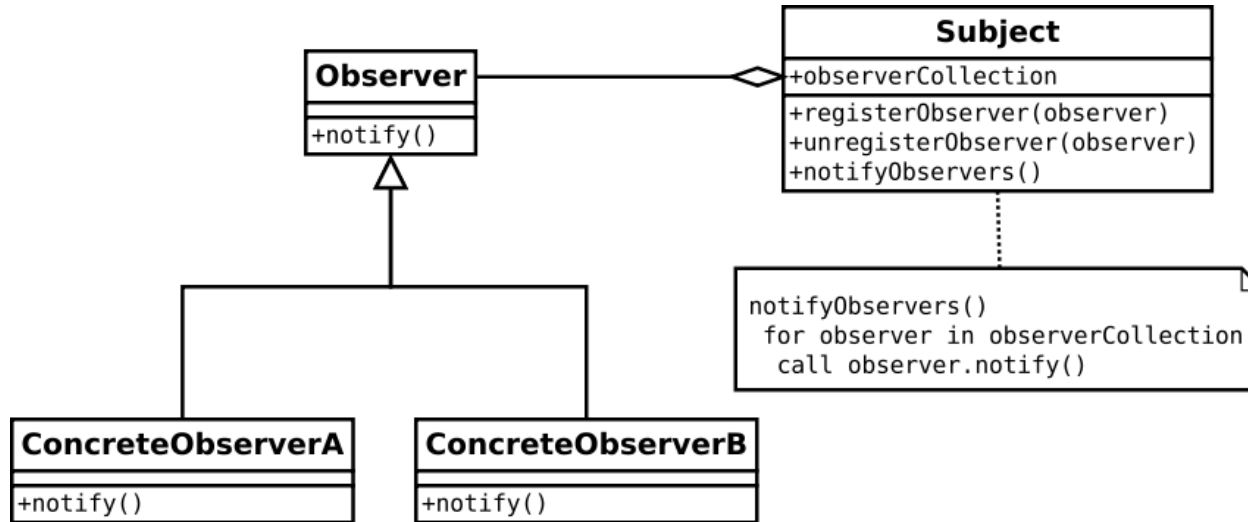 Observer
+notify()
Subject
+observerCollection
+registerObserver(observer)
+unregisterObserver(observer)
+notifyObservers()
notifyObservers()
for observer in observerCollection
call observer.notify()
ConcreteObserverA
+notify()
ConcreteObserverB
+notify()